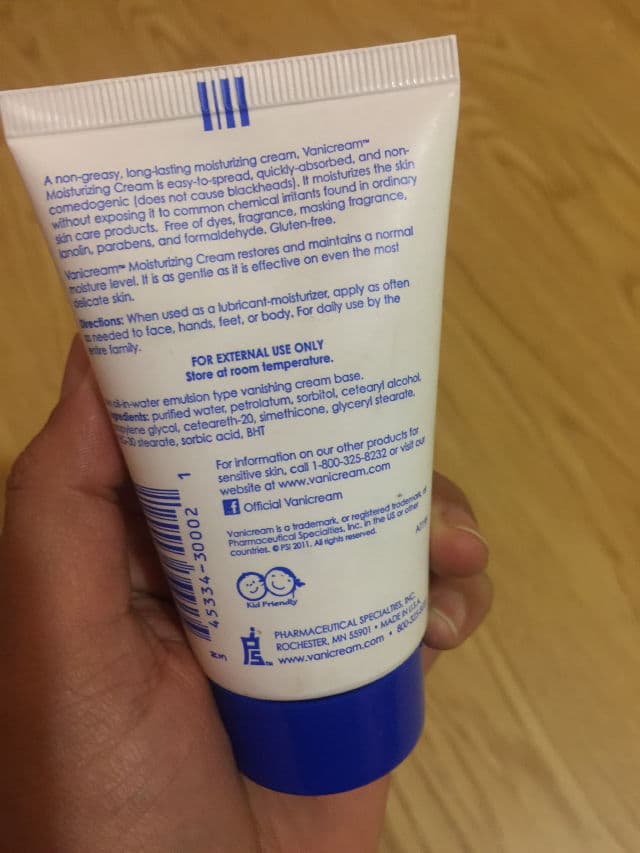 A non-greasy, long-lasting moisturizing cream, Vanicream™
Moisturizing Cream is easy-to-spread, quickly-absorbed, and non-
comedogenic (does not cause blackheads). It moisturizes the skin
without exposing it to common chemical irritants found in ordinary
skin care products. Free of dyes, fragrance, masking fragrance,
lanolin, parabens, and formaldehyde. Gluten-free.
Vanicream™ Moisturizing Cream restores and maintains a normal
moisture level. It is as gentle as it is effective on even the most
delicate skin.
Directions: When used as a lubricant-moisturizer, apply as often
as needed to face, hands, feet, or body. For daily use by the
entire family.
FOR EXTERNAL USE ONLY
Store at room temperature.
oil-in-water emulsion type vanishing cream base.
purified water, petrolatum, sorbitol, cetearyl alcohol,
propylene glycol, ceteareth-20, simethicone, glyceryl stearate,
stearate, sorbic acid, BHT
For information on our other products for
sensitive skin, call 1-800-325-8232 or visit our
website at www.vanicream.com
f Official Vanicream
Vanicream is a trademark, or registered trademark, of
Pharmaceutical Specialties, Inc. in the US or other
countries. © PSI 2011. All rights reserved.
45334-30002 1
Kid Friendly
PHARMACEUTICAL SPECIALTIES, INC.
ROCHESTER, MN 55901 • MADE IN U.S.A.
www.vanicream.com •